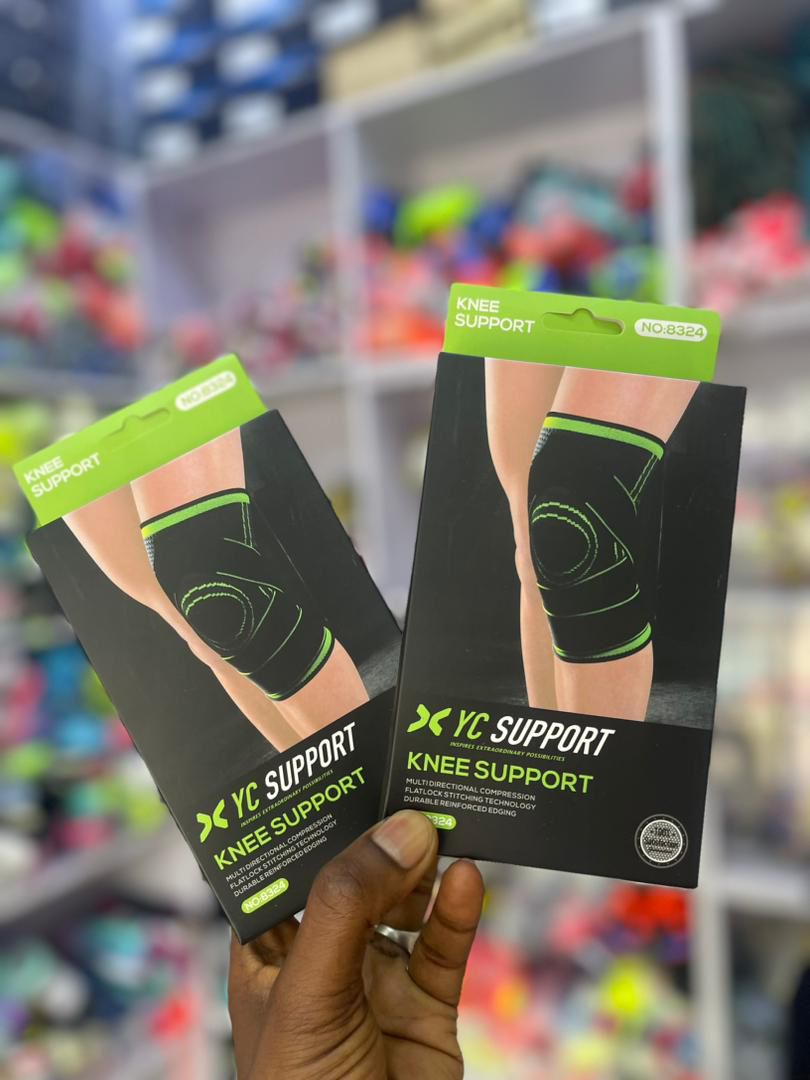 KNEE
SUPPORT
NO:8324
YC SUPPORT
INSPIRES EXTRAORDINARY POSSIBILITIES
KNEE SUPPORT
MULTI DIRECTIONAL COMPRESSION
FLATLOCK STITCHING TECHNOLOGY
DURABLE REINFORCED EDGING
NO:8324
KNEE
SUPPORT
NO:8324
YC SUPPORT
INSPIRES EXTRAORDINARY POSSIBILITIES
KNEE SUPPORT
MULTI DIRECTIONAL COMPRESSION
FLATLOCK STITCHING TECHNOLOGY
DURABLE REINFORCED EDGING